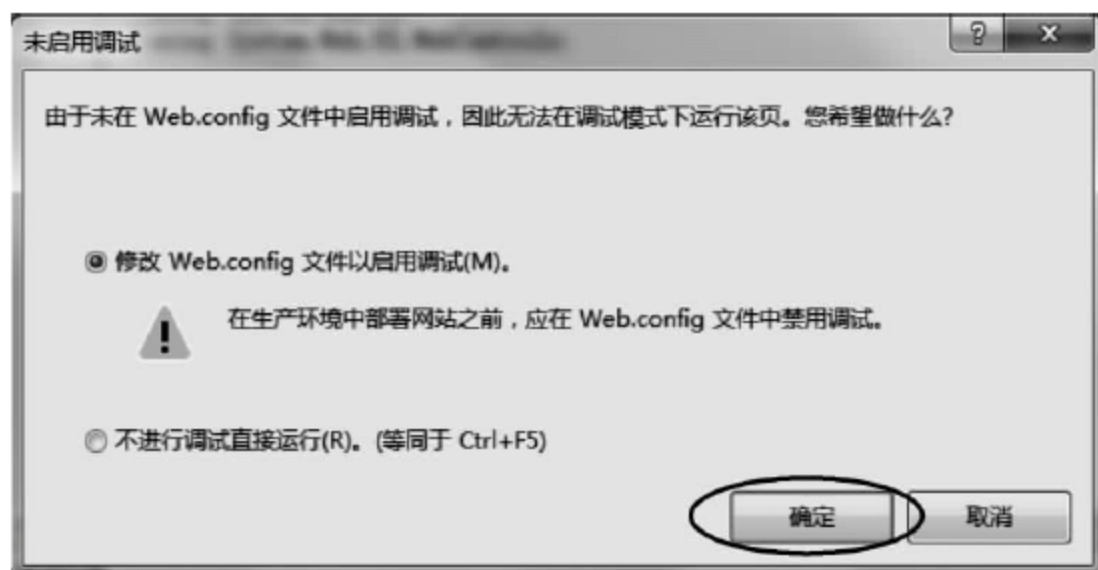 未启用调试
由于未在 Web.config 文件中启用调试，因此无法在调试模式下运行该页。您希望做什么?
修改 Web.config 文件以启用调试(M)。
在生产环境中部署网站之前，应在 Web.config 文件中禁用调试。
不进行调试直接运行(R)。(等同于 Ctrl+F5)
确定 取消